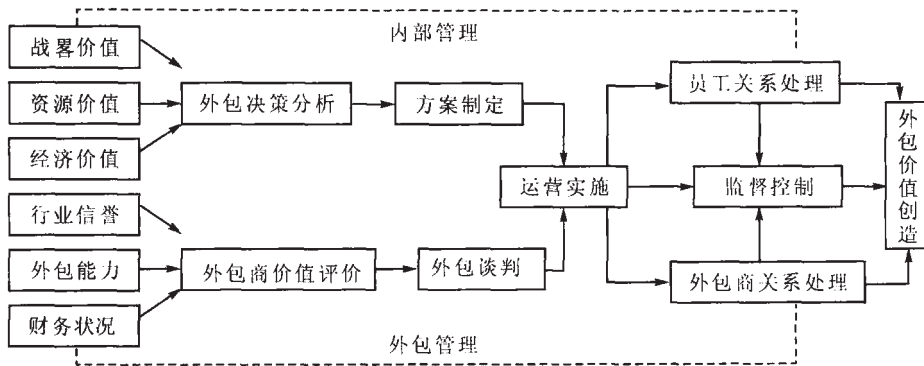 内部管理
战略价值
资源价值
经济价值
行业信誉
外包能力
财务状况
外包决策分析
方案制定
外包商价值评价
外包谈判
运营实施
员工关系处理
监督控制
外包商关系处理
外包价值创造
外包管理